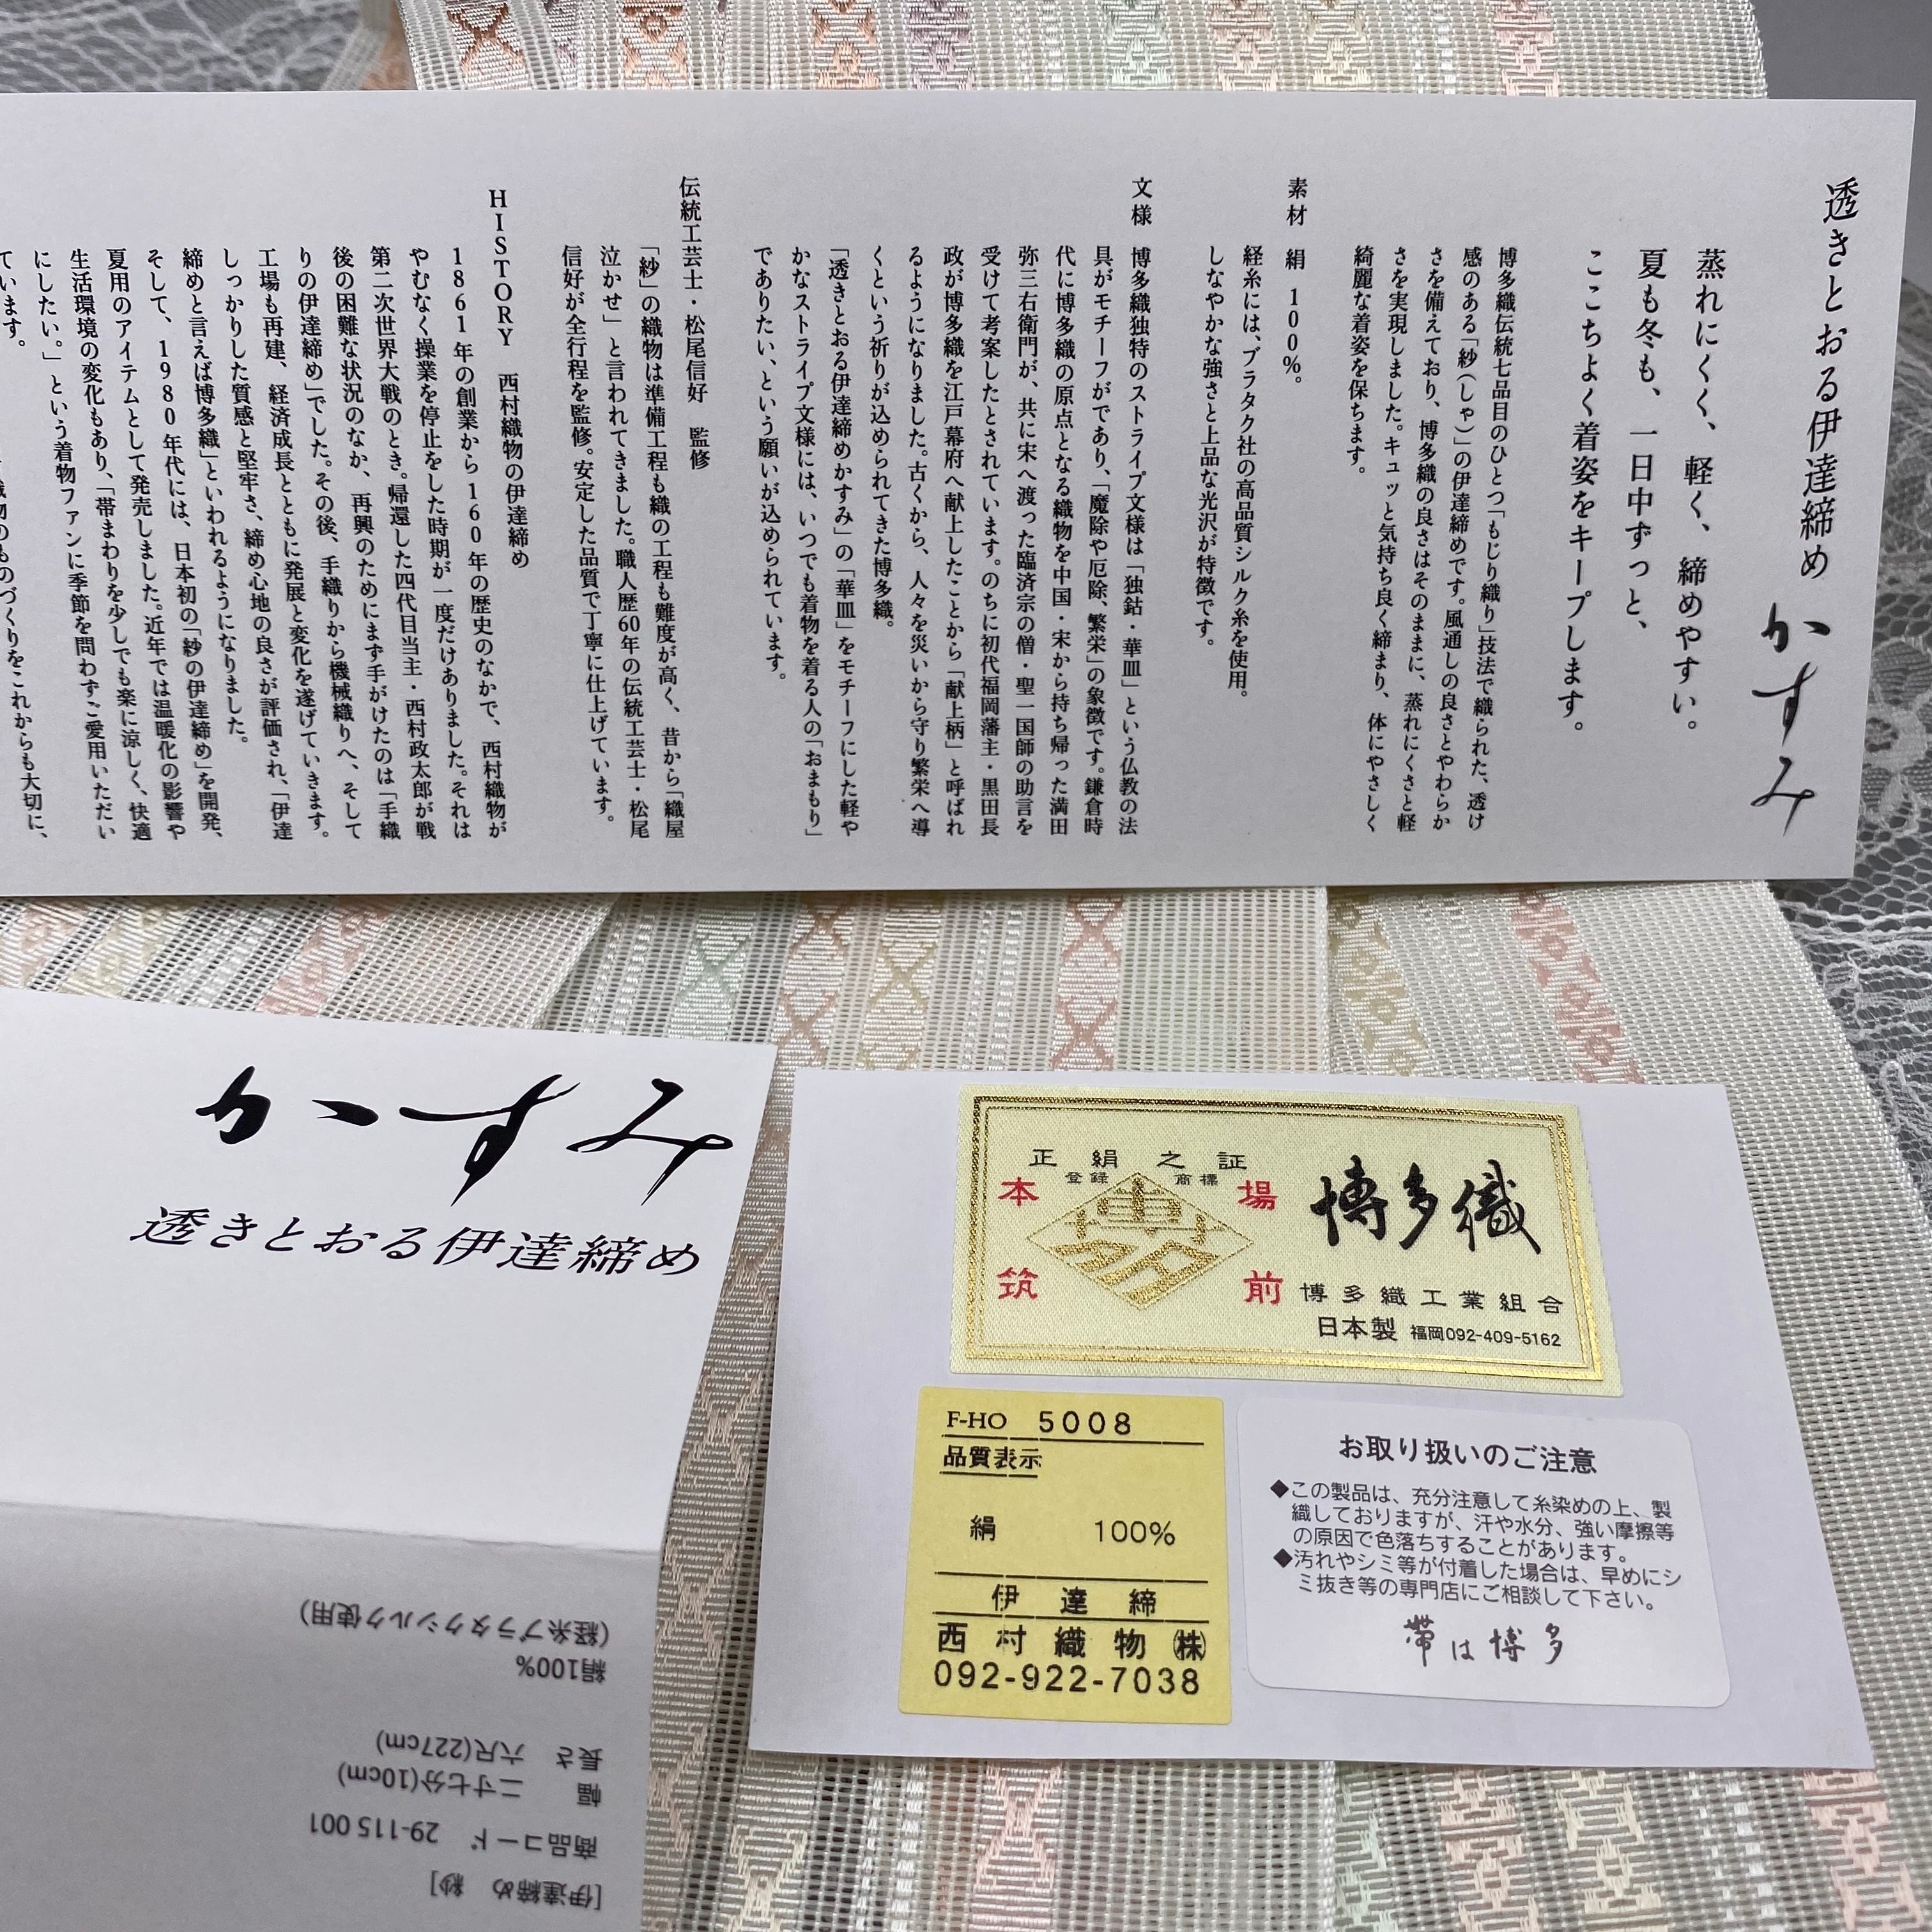 透きとおる伊達締め かすみ
蒸れにくく、軽く、締めやすい。
夏も冬も、一日中ずっと、
ここちよく着姿をキープします。
博多織伝統七品目のひとつ「もじり織り」技法で織られた、透け
感のある「紗（しゃ）」の伊達締めです。風通しの良さとやわらか
さを備えており、博多織の良さはそのままに、蒸れにくさと軽
さを実現しました。キュッと気持ち良く締まり、体にやさしく
綺麗な着姿を保ちます。
素材 絹 100%。
経糸には、ブラタク社の高品質シルク糸を使用。
しなやかな強さと上品な光沢が特徴です。
文様 博多織独特のストライプ文様は「独鈷・華皿」という仏教の法
具がモチーフがであり、「魔除や厄除、繁栄」の象徴です。鎌倉時
代に博多織の原点となる織物を中国・宋から持ち帰った満田
弥三右衛門が、共に宋へ渡った臨済宗の僧・聖一国師の助言を
受けて考案したとされています。のちに初代福岡藩主・黒田長
政が博多織を江戸幕府へ献上したことから「献上柄」と呼ばれ
るようになりました。古くから、人々を災いから守り繁栄へ導
くという祈りが込められてきた博多織。
「透きとおる伊達締めかすみ」の「華皿」をモチーフにした軽や
かなストライプ文様には、いつでも着物を着る人の「おまもり」
でありたい、という願いが込められています。
伝統工芸士・松尾信好 監修
「紗」の織物は準備工程も織の工程も難度が高く、昔から「織屋
泣かせ」と言われてきました。職人歴60年の伝統工芸士・松尾
信好が全行程を監修。安定した品質で丁寧に仕上げています。
HISTORY 西村織物の伊達締め
1861年の創業から160年の歴史のなかで、西村織物が
やむなく操業を停止をした時期が一度だけありました。それは
第二次世界大戦のとき。帰還した四代目当主・西村政太郎が戦
後の困難な状況のなか、再興のためにまず手がけたのは「手織
りの伊達締め」でした。その後、手織りから機械織りへ、そして
工場も再建、経済成長とともに発展と変化を遂げていきます。
しっかりした質感と堅牢さ、締め心地の良さが評価され、「伊達
締めと言えば博多織」といわれるようになりました。
そして、1980年代には、日本初の「紗の伊達締め」を開発、
夏用のアイテムとして発売しました。近年では温暖化の影響や
生活環境の変化もあり、「帯まわりを少しでも楽に涼しく、快適
にしたい。」という着物ファンに季節を問わずご愛用いただい
ています。
織物のものづくりをこれからも大切に、
かすみ
透きとおる伊達締め
[伊達締め 紗]
商品コード 29-115 001
幅 二寸七分(10cm)
長さ 六尺(227cm)
絹100%
(経糸ブラタクシルク使用)
正絹之証
登録 商標
本場
筑前
博多
博多織
博多織工業組合
日本製 福岡092-409-5162
F-HO 5008
品質表示
絹 100%
伊達締
西村織物㈱
092-922-7038
お取り扱いのご注意
◆この製品は、充分注意して糸染めの上、製
織しておりますが、汗や水分、強い摩擦等
の原因で色落ちすることがあります。
◆汚れやシミ等が付着した場合は、早めにシ
ミ抜き等の専門店にご相談して下さい。
帯は博多